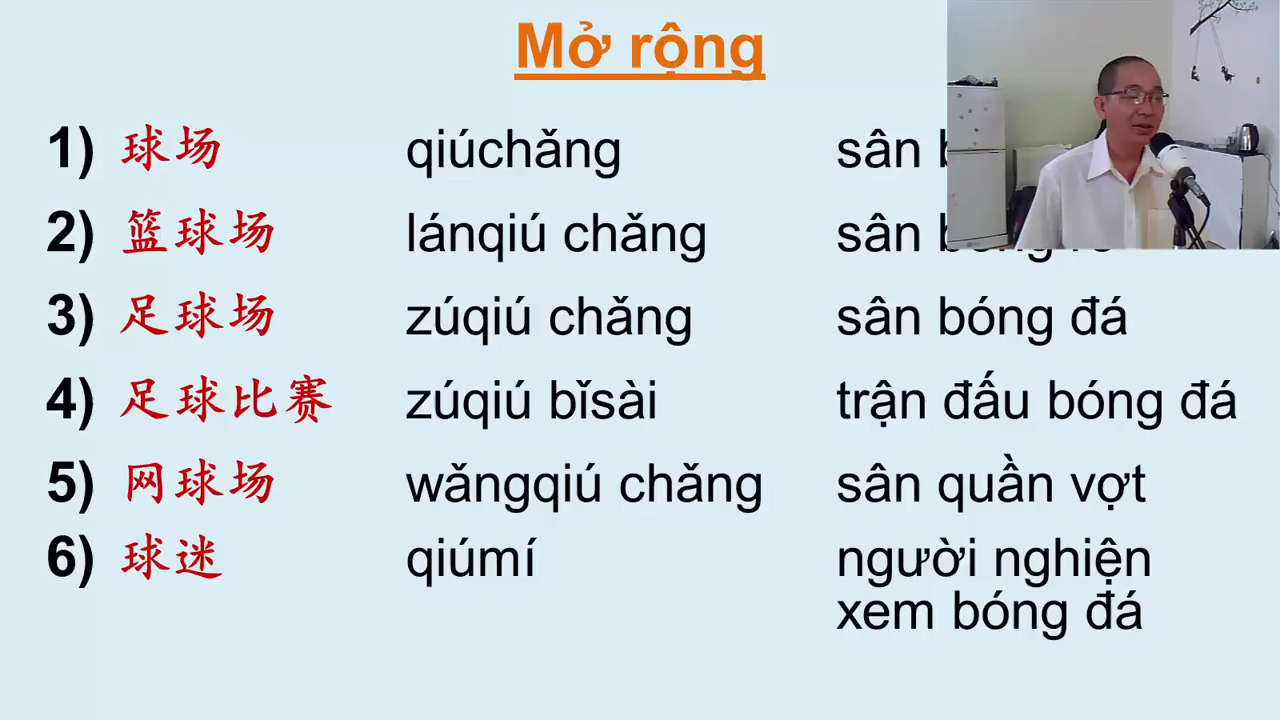 Mở rộng
1) 球场 qiúchǎng sân
2) 篮球场 lánqiú chǎng sân
3) 足球场 zúqiú chǎng sân bóng đá
4) 足球比赛 zúqiú bǐsài trận đấu bóng đá
5) 网球场 wǎngqiú chǎng sân quần vợt
6) 球迷 qiúmí người nghiện
xem bóng đá